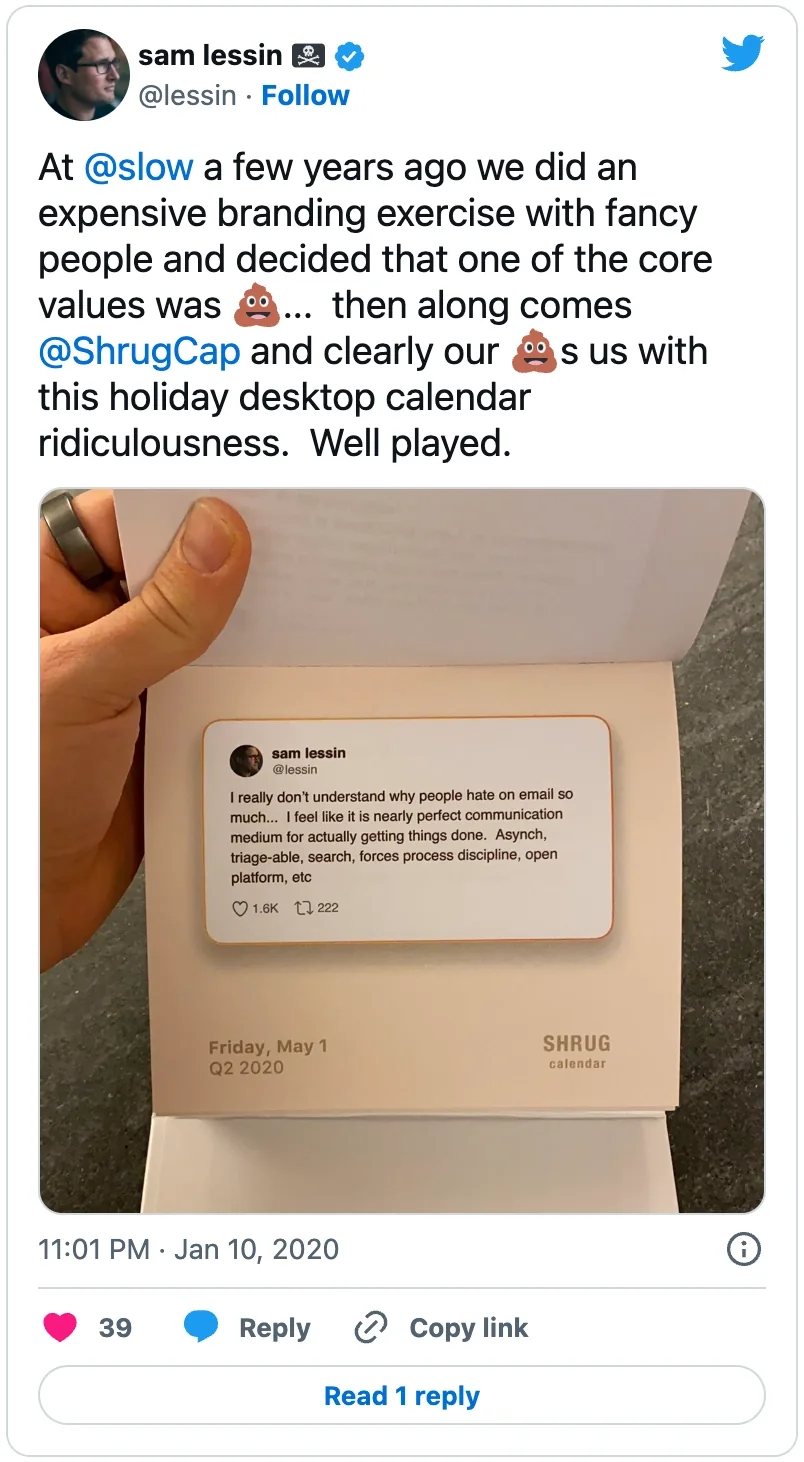 sam lessin 🏴‍☠️
@lessin · Follow
At @slow a few years ago we did an
expensive branding exercise with fancy
people and decided that one of the core
values was 💩...  then along comes
@ShrugCap and clearly our 💩s us with
this holiday desktop calendar
ridiculousness.  Well played.
sam lessin
@lessin
I really don't understand why people hate on email so
much...  I feel like it is nearly perfect communication
medium for actually getting things done.  Asynch,
triage-able, search, forces process discipline, open
platform, etc
1.6K 222
Friday, May 1
Q2 2020
SHRUG
calendar
11:01 PM · Jan 10, 2020
39 Reply Copy link
Read 1 reply